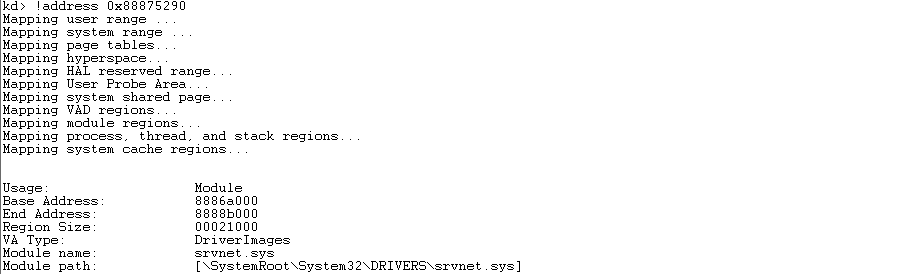 kd> !address 0x88875290
Mapping user range ...
Mapping system range ...
Mapping page tables...
Mapping hyperspace...
Mapping HAL reserved range...
Mapping User Probe Area...
Mapping system shared page...
Mapping VAD regions...
Mapping module regions...
Mapping process, thread, and stack regions...
Mapping system cache regions...
Usage: Module
Base Address: 8886a000
End Address: 8888b000
Region Size: 00021000
VA Type: DriverImages
Module name: srvnet.sys
Module path: [\SystemRoot\System32\DRIVERS\srvnet.sys]